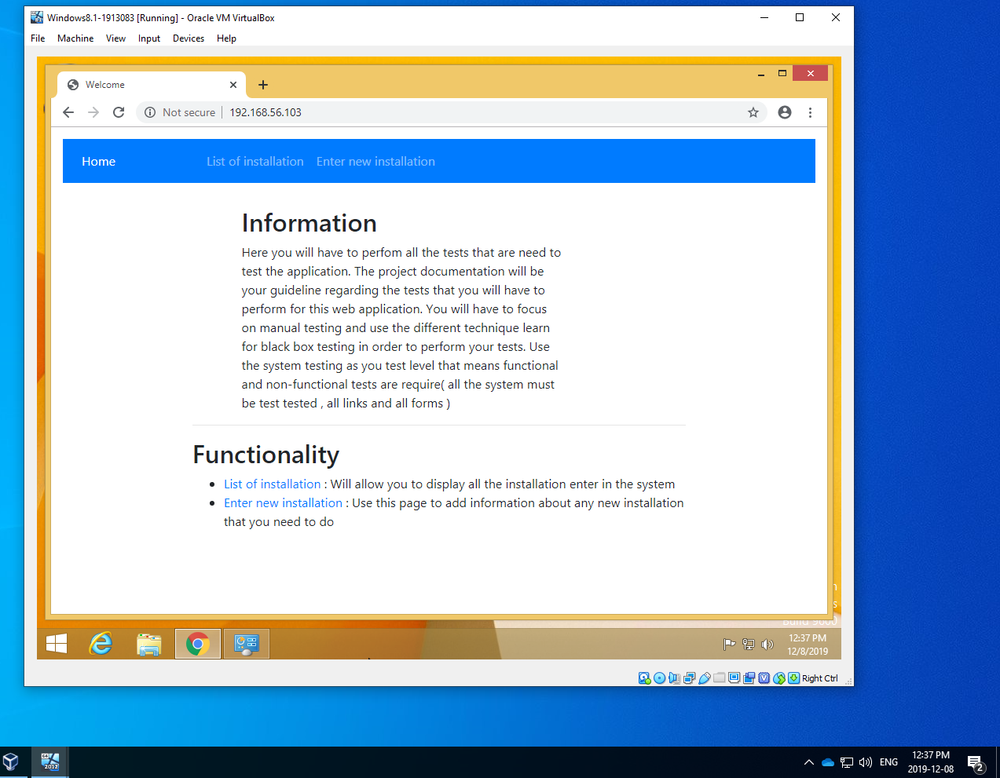 Windows8.1-1913083 [Running] - Oracle VM VirtualBox
File Machine View Input Devices Help
Welcome
Not secure 192.168.56.103
Home List of installation Enter new installation
Information
Here you will have to perfom all the tests that are need to
test the application. The project documentation will be
your guideline regarding the tests that you will have to
perform for this web application. You will have to focus
on manual testing and use the different technique learn
for black box testing in order to perform your tests. Use
the system testing as you test level that means functional
and non-functional tests are require( all the system must
be test tested , all links and all forms )
Functionality
List of installation : Will allow you to display all the installation enter in the system
Enter new installation : Use this page to add information about any new installation
that you need to do
Build 9600
12:37 PM
12/8/2019
Right Ctrl
2012
ENG
12:37 PM
2019-12-08
2